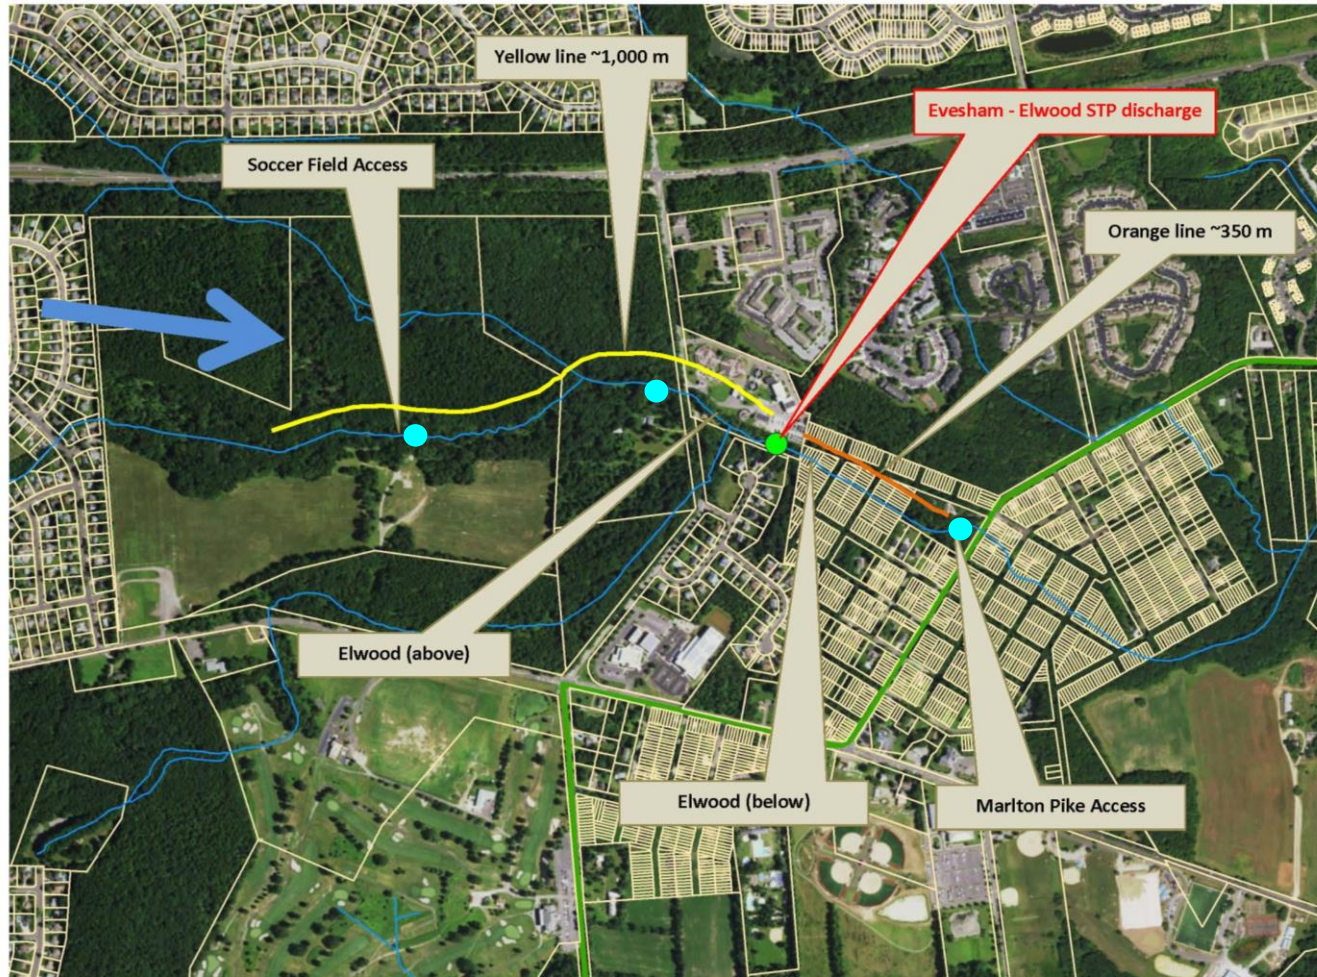 Yellow line ~1,000 m
Evesham - Elwood STP discharge
Soccer Field Access
Orange line ~350 m
Elwood (above)
Elwood (below)
Marlton Pike Access